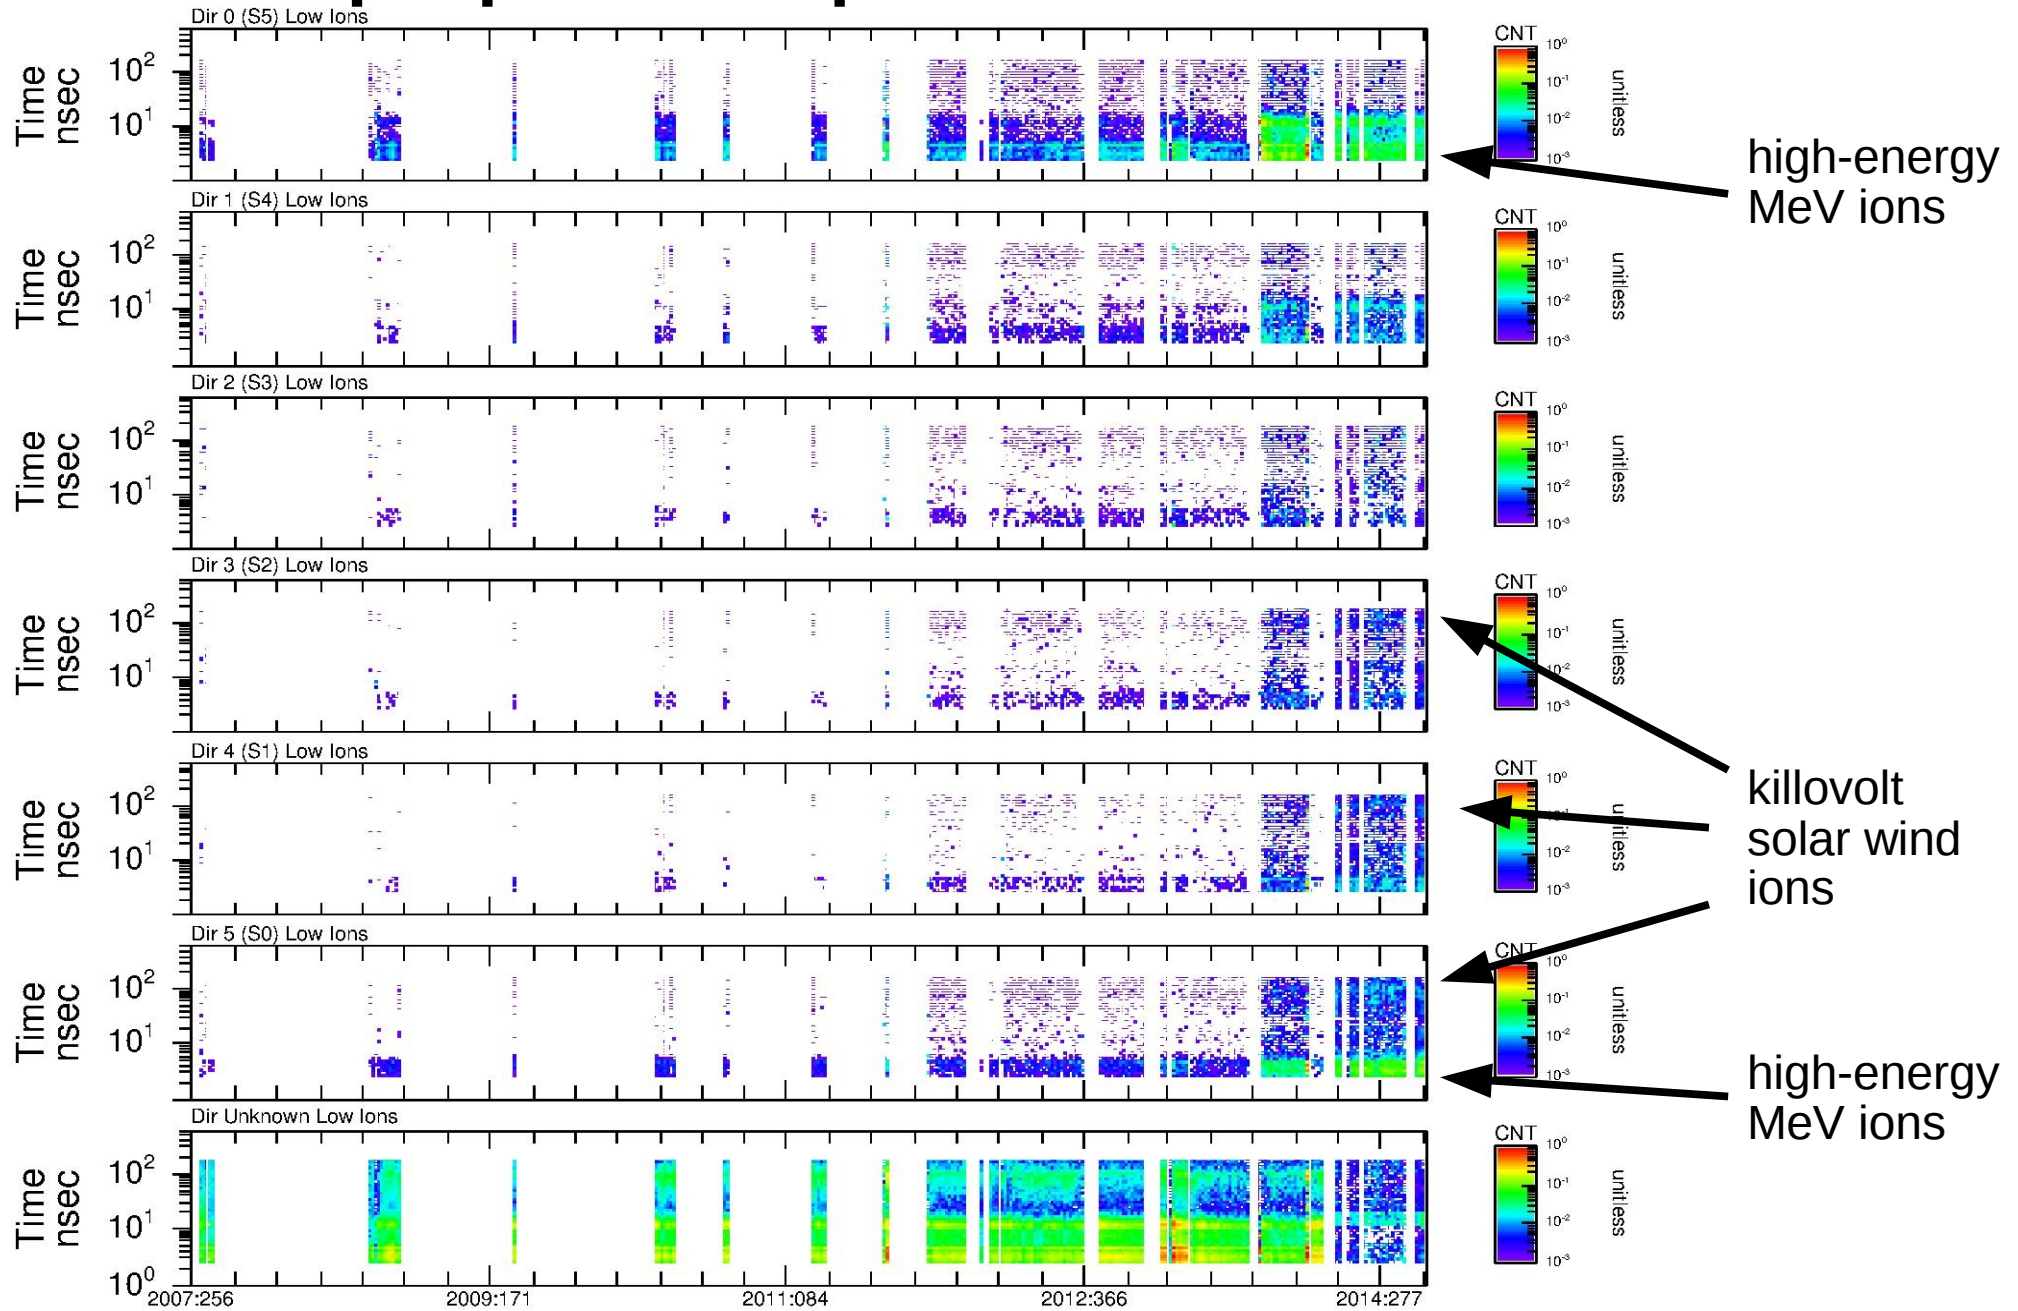 Dir 0 (S5) Low Ions
Time
nsec
10²
10¹
CNT
10⁰
10⁻¹
10⁻²
10⁻³
unitless
high-energy
MeV ions
Dir 1 (S4) Low Ions
Time
nsec
10²
10¹
CNT
10⁰
10⁻¹
10⁻²
10⁻³
unitless
Dir 2 (S3) Low Ions
Time
nsec
10²
10¹
CNT
10⁰
10⁻¹
10⁻²
10⁻³
unitless
Dir 3 (S2) Low Ions
Time
nsec
10²
10¹
CNT
10⁰
10⁻¹
10⁻²
10⁻³
unitless
Dir 4 (S1) Low Ions
Time
nsec
10²
10¹
CNT
10⁰
10⁻¹
10⁻²
10⁻³
unitless
killovolt
solar wind
ions
Dir 5 (S0) Low Ions
Time
nsec
10²
10¹
CNT
10⁰
10⁻¹
10⁻²
10⁻³
unitless
high-energy
MeV ions
Dir Unknown Low Ions
Time
nsec
10²
10¹
10⁰
CNT
10⁰
10⁻¹
10⁻²
10⁻³
unitless
2007:256 2009:171 2011:084 2012:366 2014:277